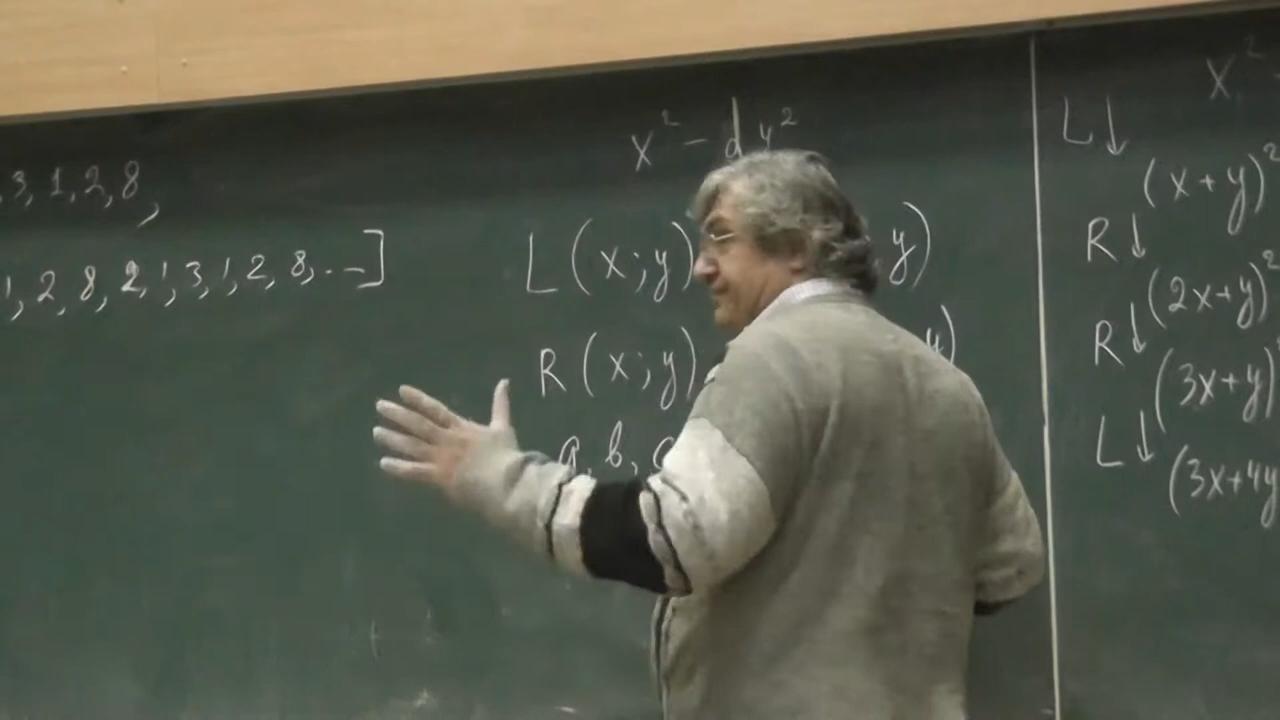 3, 1, 2, 8,
1, 2, 8, 2, 1, 3, 1, 2, 8, ...]
x² - d y²
L (x; y) y)
R (x; y) y)
a, b, c
x²
L↓
(x+y)²
R↓
(2x+y)²
R↓
(3x+y)
L↓
(3x+4y